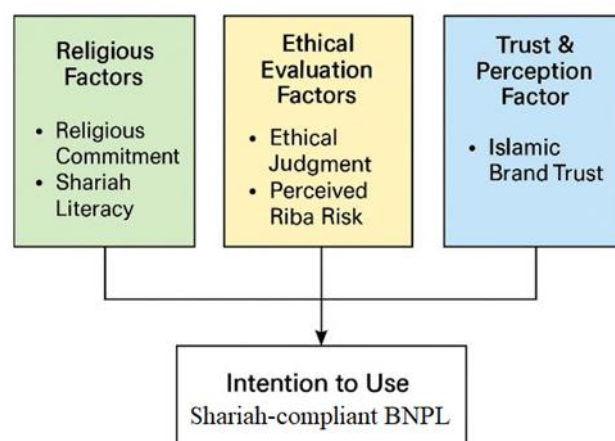 Religious
Factors
• Religious
Commitment
• Shariah
Literacy
Ethical
Evaluation
Factors
• Ethical
Judgment
• Perceived
Riba Risk
Trust &
Perception
Factor
• Islamic
Brand Trust
Intention to Use
Shariah-compliant BNPL